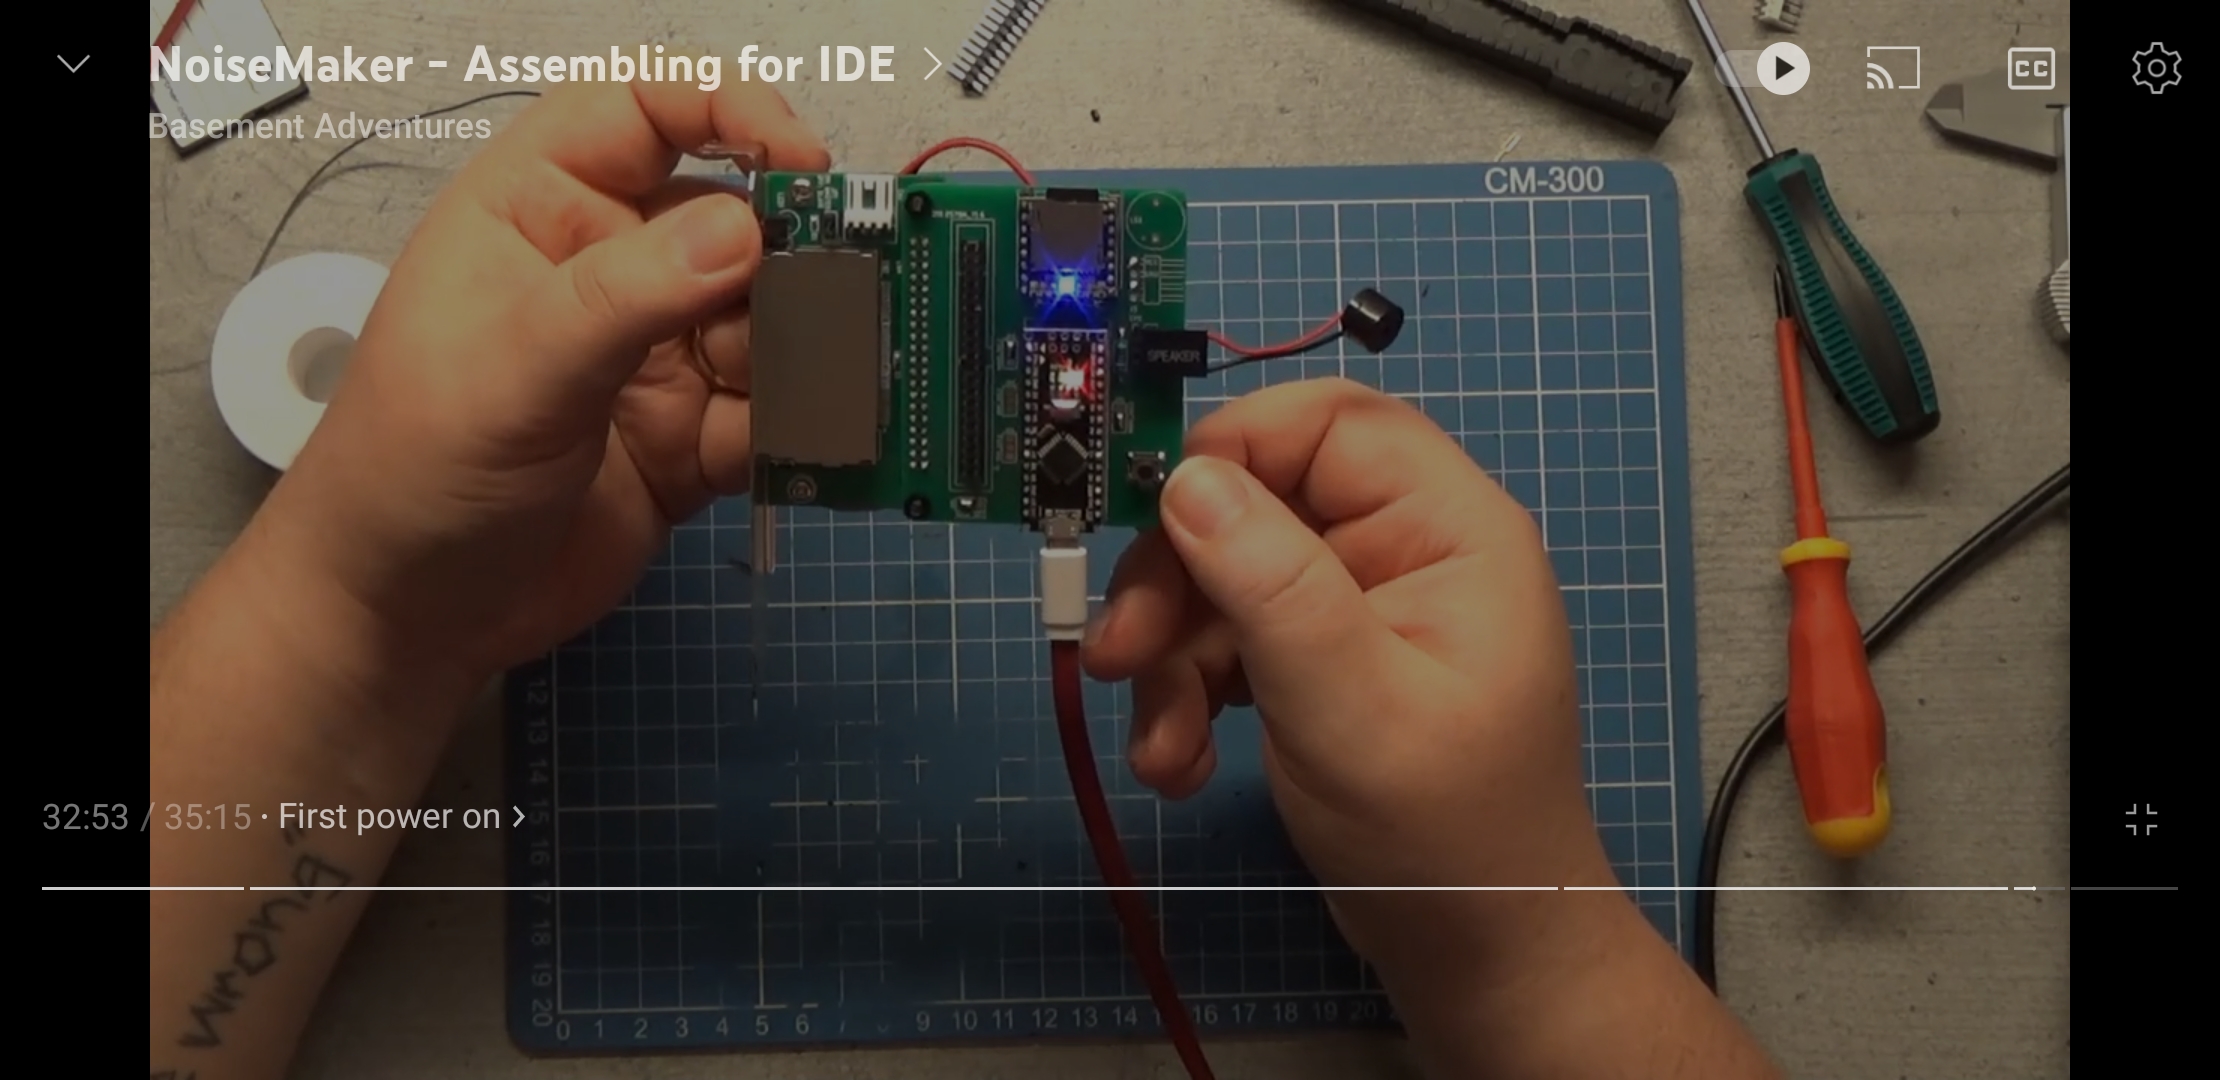 NoiseMaker - Assembling for IDE
Basement Adventures
CC
CM-300
SPEAKER
32:53 / 35:15 · First power on
wrong
12
13
14
15
16
17
18
19
20
0 1 2 3 4 5 6 9 10 11 12 13 14 16 17 18 19 20